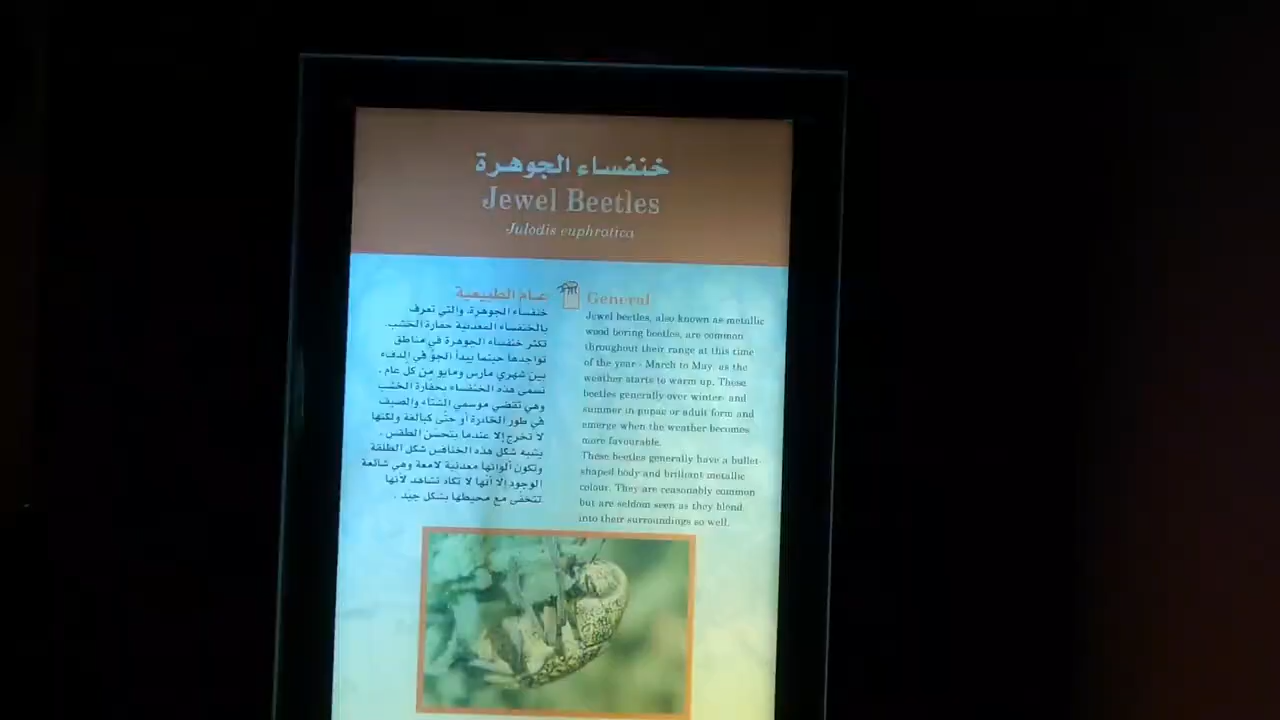 خنفساء الجوهرة
Jewel Beetles
Julodis euphratica
عام الطبيعية
خنفساء الجوهرة، والتي تعرف
بالخنفساء المعدنية حفارة الخشب.
تكثر خنفساء الجوهرة في مناطق
تواجدها حينما يبدأ الجو في الدفء
بين شهري مارس ومايو من كل عام .
تسمى هذه الخنفساء بحفارة الخشب
وهي تقضي موسمي الشتاء والصيف
في طور الخادرة أو حتى كبالغة ولكنها
لا تخرج إلا عندما يتحسن الطقس .
يشبه شكل هذه الخنافس شكل الطلقة
وتكون ألوانها معدنية لامعة وهي شائعة
الوجود إلا أنها لا تكاد تشاهد لأنها
تتخفى مع محيطها بشكل جيد .
General
Jewel beetles, also known as metallic
wood boring beetles, are common
throughout their range at this time
of the year - March to May, as the
weather starts to warm up. These
beetles generally over winter- and
summer in pupae or adult form and
emerge when the weather becomes
more favourable.
These beetles generally have a bullet-
shaped body and brilliant metallic
colour. They are reasonably common
but are seldom seen as they blend
into their surroundings so well.